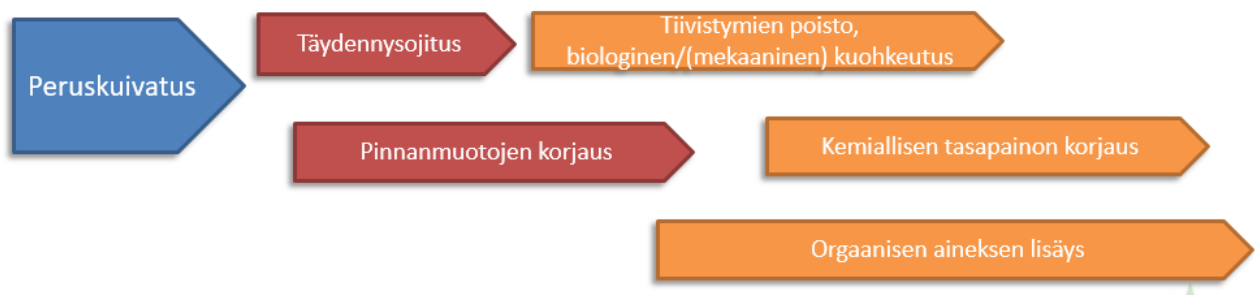 Peruskuivatus
Täydennysojitus
Tiivistymien poisto,
biologinen/(mekaaninen) kuohkeutus
Pinnanmuotojen korjaus
Kemiallisen tasapainon korjaus
Orgaanisen aineksen lisäys